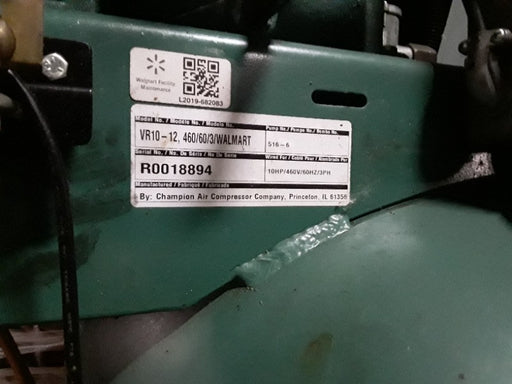 Walmart Facility
Maintenance
L2019-682083
Model No. / Modèle No. / Modelo No.
VR10-12, 460/60/3/WALMART
Pump No./ Pompe No./ Bomba No.
516-6
Serial No. / No. De Série / No De Serie
R0018894
Wired For / Cable Pour / Alambrado Por
10HP/460V/60HZ/3PH
Manufactured / Fabriqué / Fabricado
By: Champion Air Compressor Company, Princeton, IL 61356